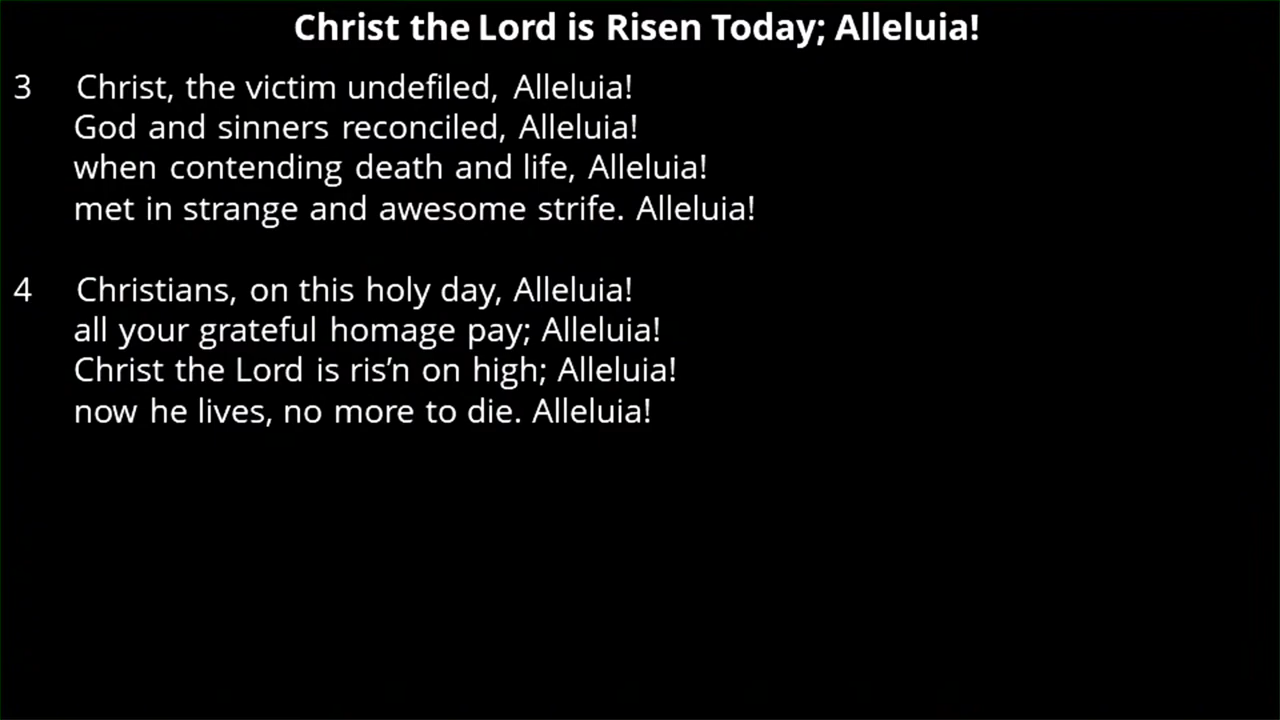 Christ the Lord is Risen Today; Alleluia!
3 Christ, the victim undefiled, Alleluia!
God and sinners reconciled, Alleluia!
when contending death and life, Alleluia!
met in strange and awesome strife. Alleluia!
4 Christians, on this holy day, Alleluia!
all your grateful homage pay; Alleluia!
Christ the Lord is ris’n on high; Alleluia!
now he lives, no more to die. Alleluia!